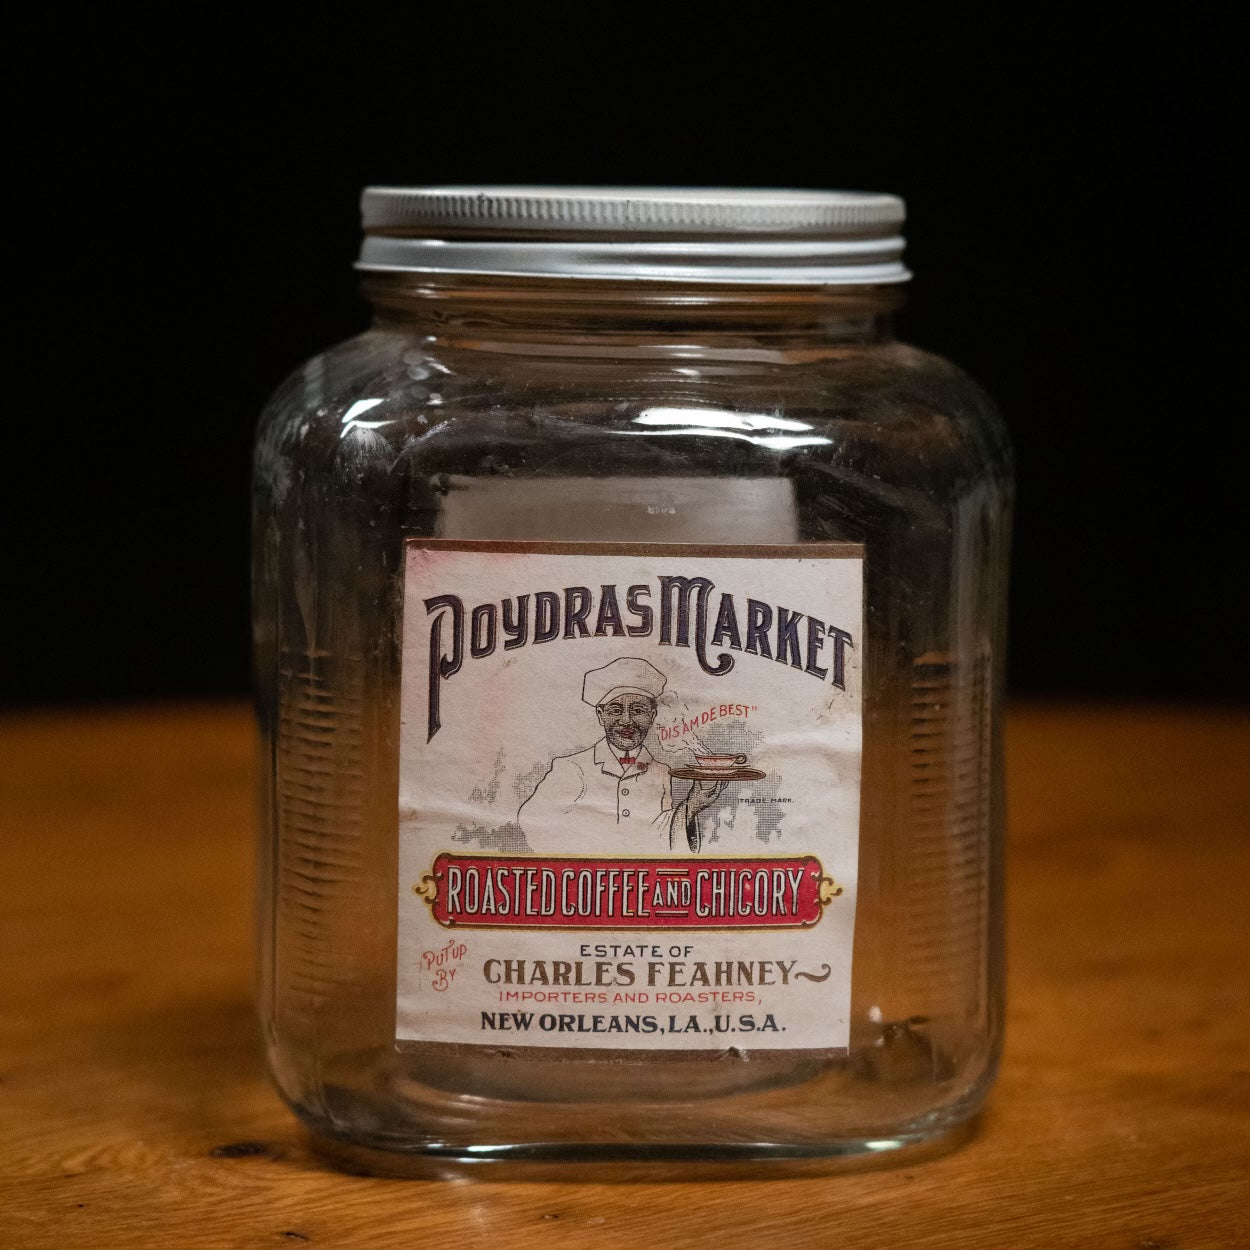 POYDRAS MARKET
"DIS AM DE BEST"
TRADE MARK.
ROASTED COFFEE AND CHICORY
PUT UP
BY
ESTATE OF
CHARLES FEAHNEY
IMPORTERS AND ROASTERS,
NEW ORLEANS, LA., U.S.A.